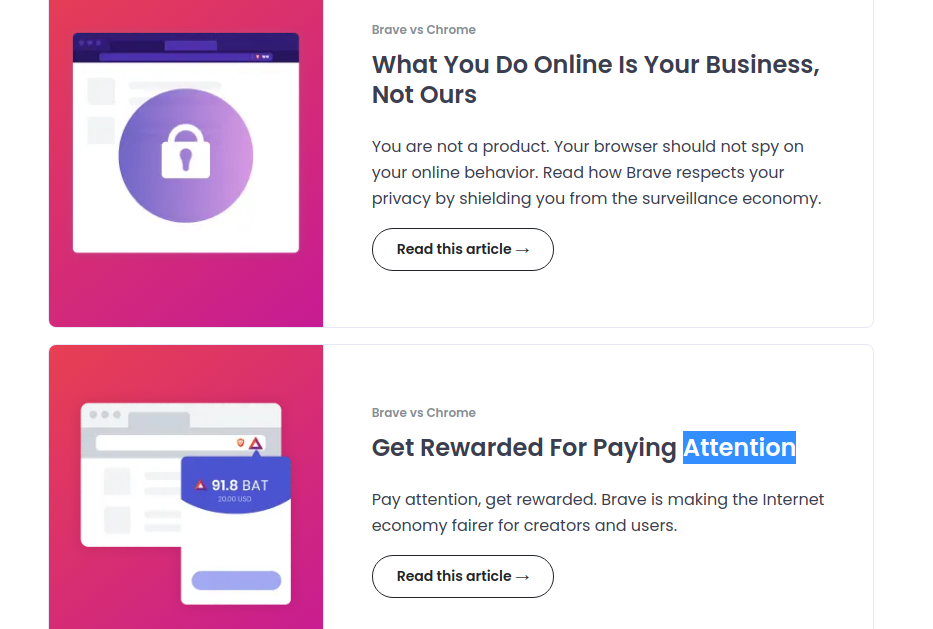 Brave vs Chrome
What You Do Online Is Your Business,
Not Ours
You are not a product. Your browser should not spy on
your online behavior. Read how Brave respects your
privacy by shielding you from the surveillance economy.
Read this article →
91.8 BAT
20.00 USD
Brave vs Chrome
Get Rewarded For Paying Attention
Pay attention, get rewarded. Brave is making the Internet
economy fairer for creators and users.
Read this article →